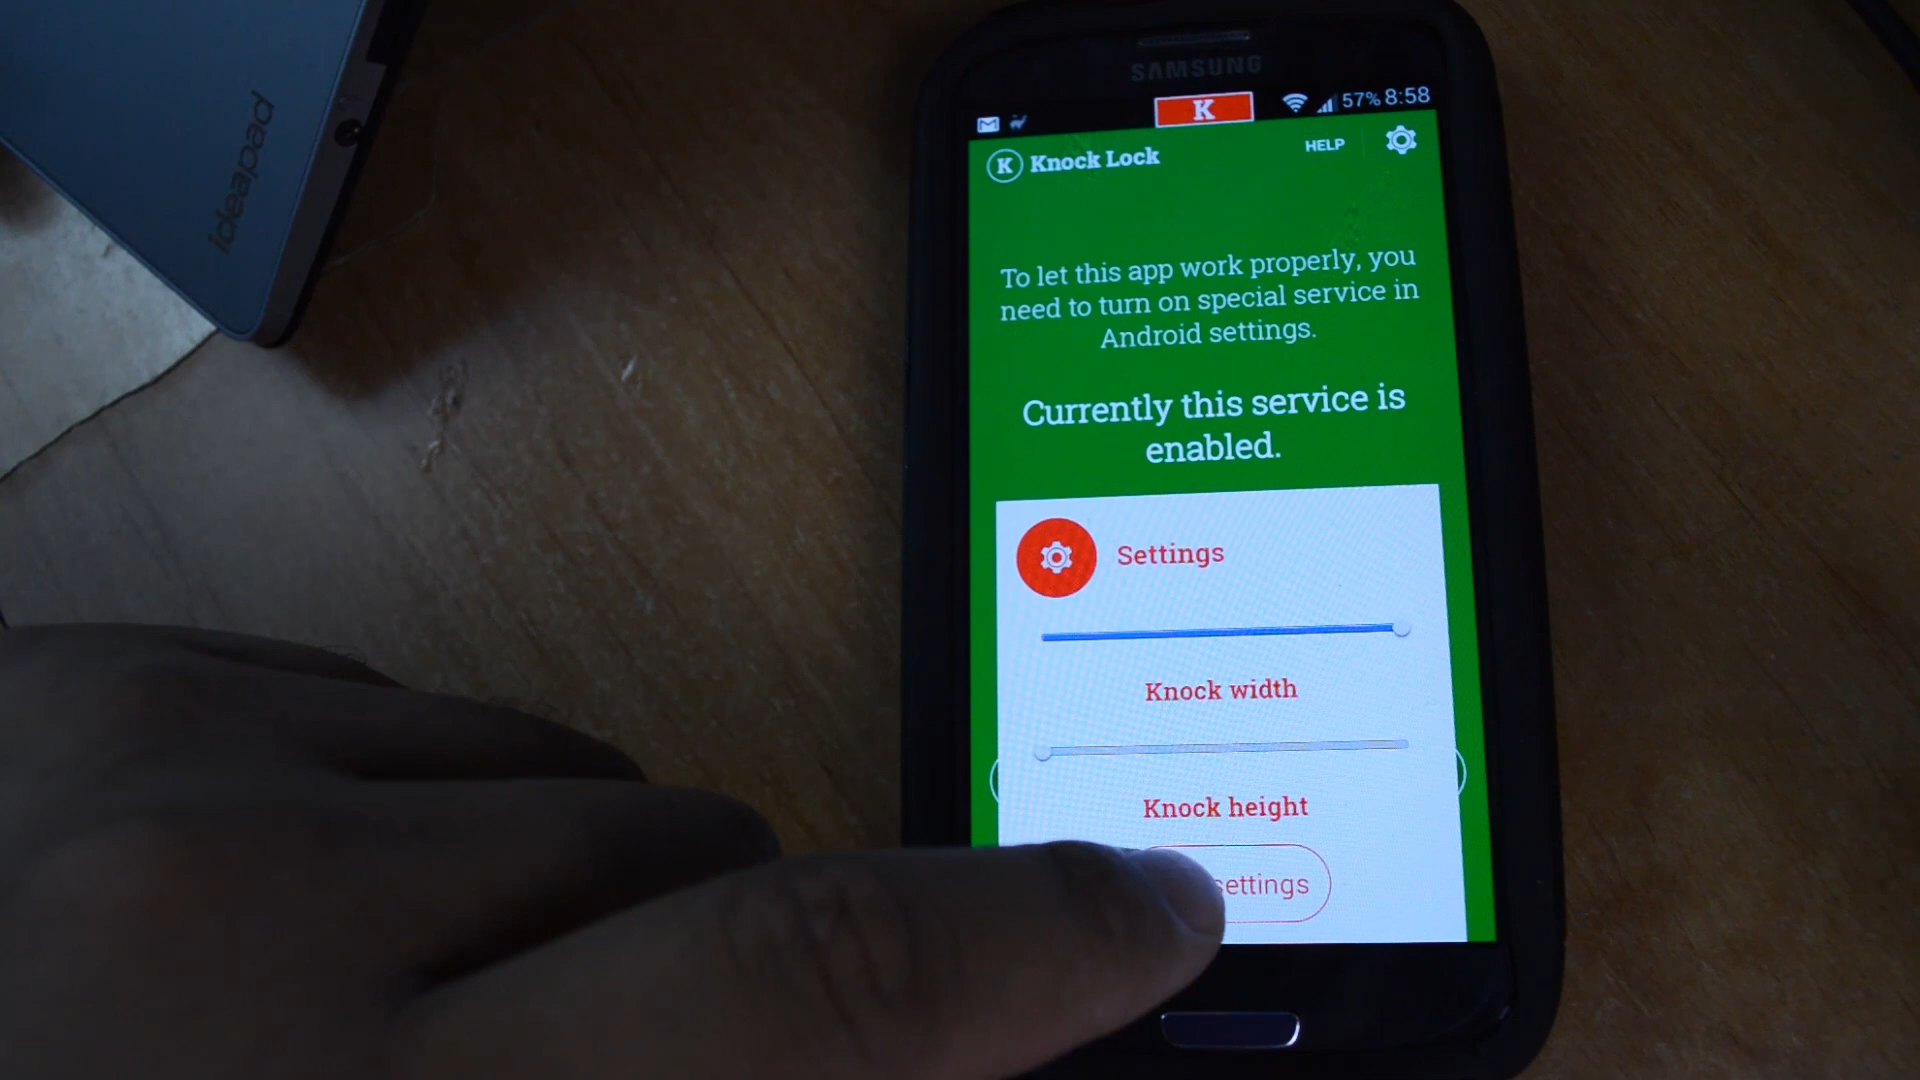 ideapad
SAMSUNG
K
57% 8:58
K Knock Lock
HELP
To let this app work properly, you
need to turn on special service in
Android settings.
Currently this service is
enabled.
Settings
Knock width
Knock height
settings